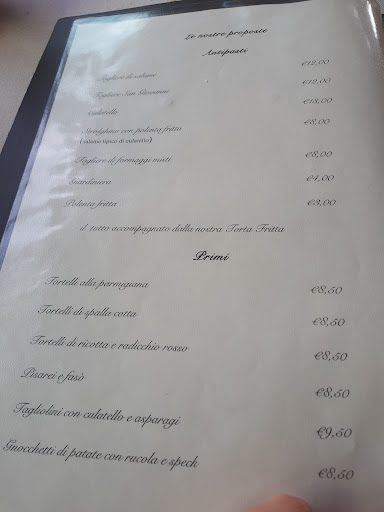 Le nostre proposte
Antipasti
Tagliere di salumi €12,00
Tagliere San Giovanni €12,00
Culatello €13,00
Strolghino con polenta fritta €8,00
(salame tipico di culatello)
Tagliere di formaggi misti €8,00
Giardiniera €4,00
Polenta fritta €3,00
il tutto accompagnato dalla nostra Torta Fritta
Primi
Tortelli alla parmigiana €8,50
Tortelli di spalla cotta €8,50
Tortelli di ricotta e radicchio rosso €8,50
Pisarei e fasò €8,50
Tagliolini con culatello e asparagi €9,50
Gnocchetti di patate con rucola e speck €8,50